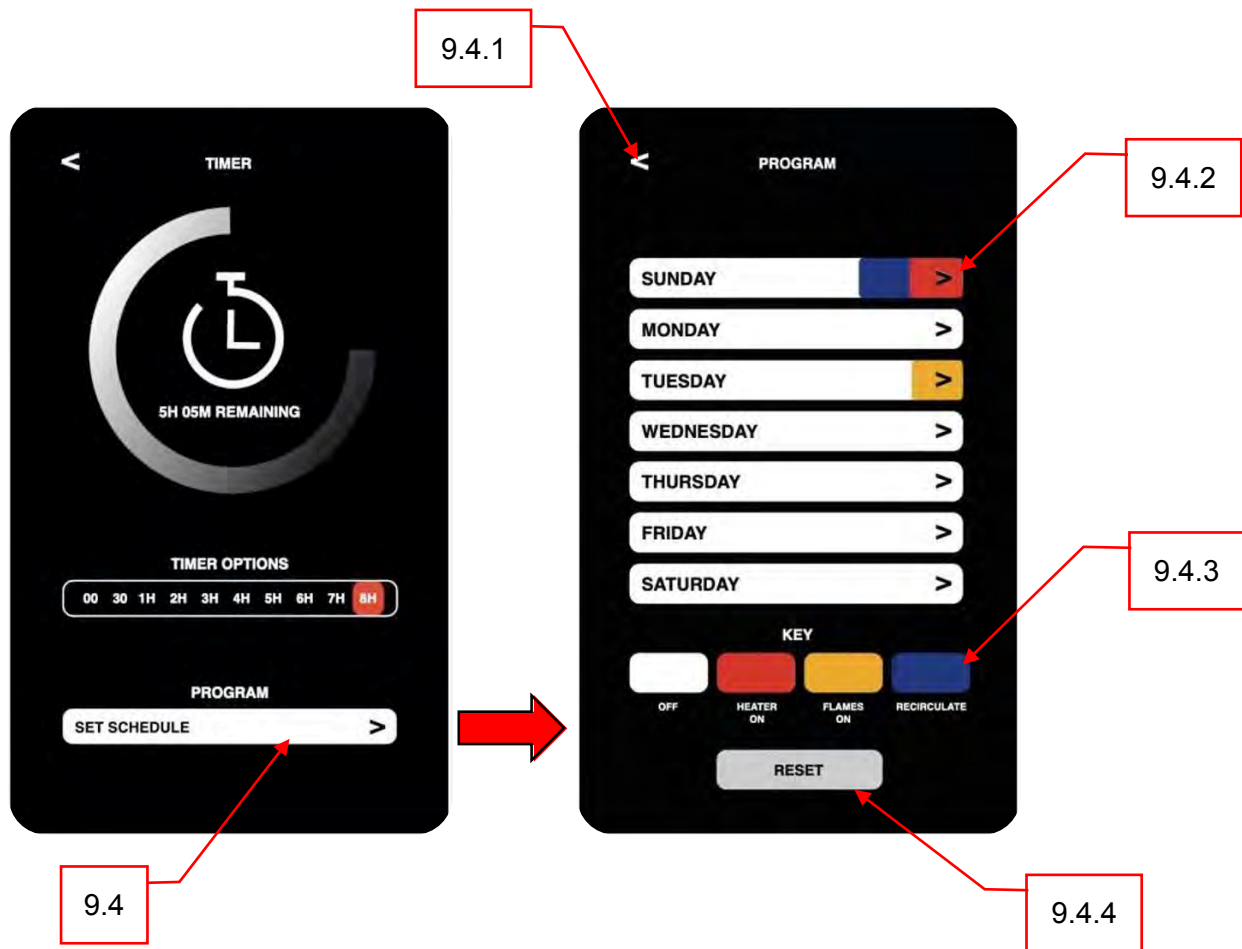 9.4.1
< TIMER
5H 05M REMAINING
TIMER OPTIONS
00 30 1H 2H 3H 4H 5H 6H 7H 8H
PROGRAM
SET SCHEDULE >
9.4
< PROGRAM
9.4.2
SUNDAY >
MONDAY >
TUESDAY >
WEDNESDAY >
THURSDAY >
FRIDAY >
SATURDAY >
9.4.3
KEY
OFF
HEATER
ON
FLAMES
ON
RECIRCULATE
RESET
9.4.4